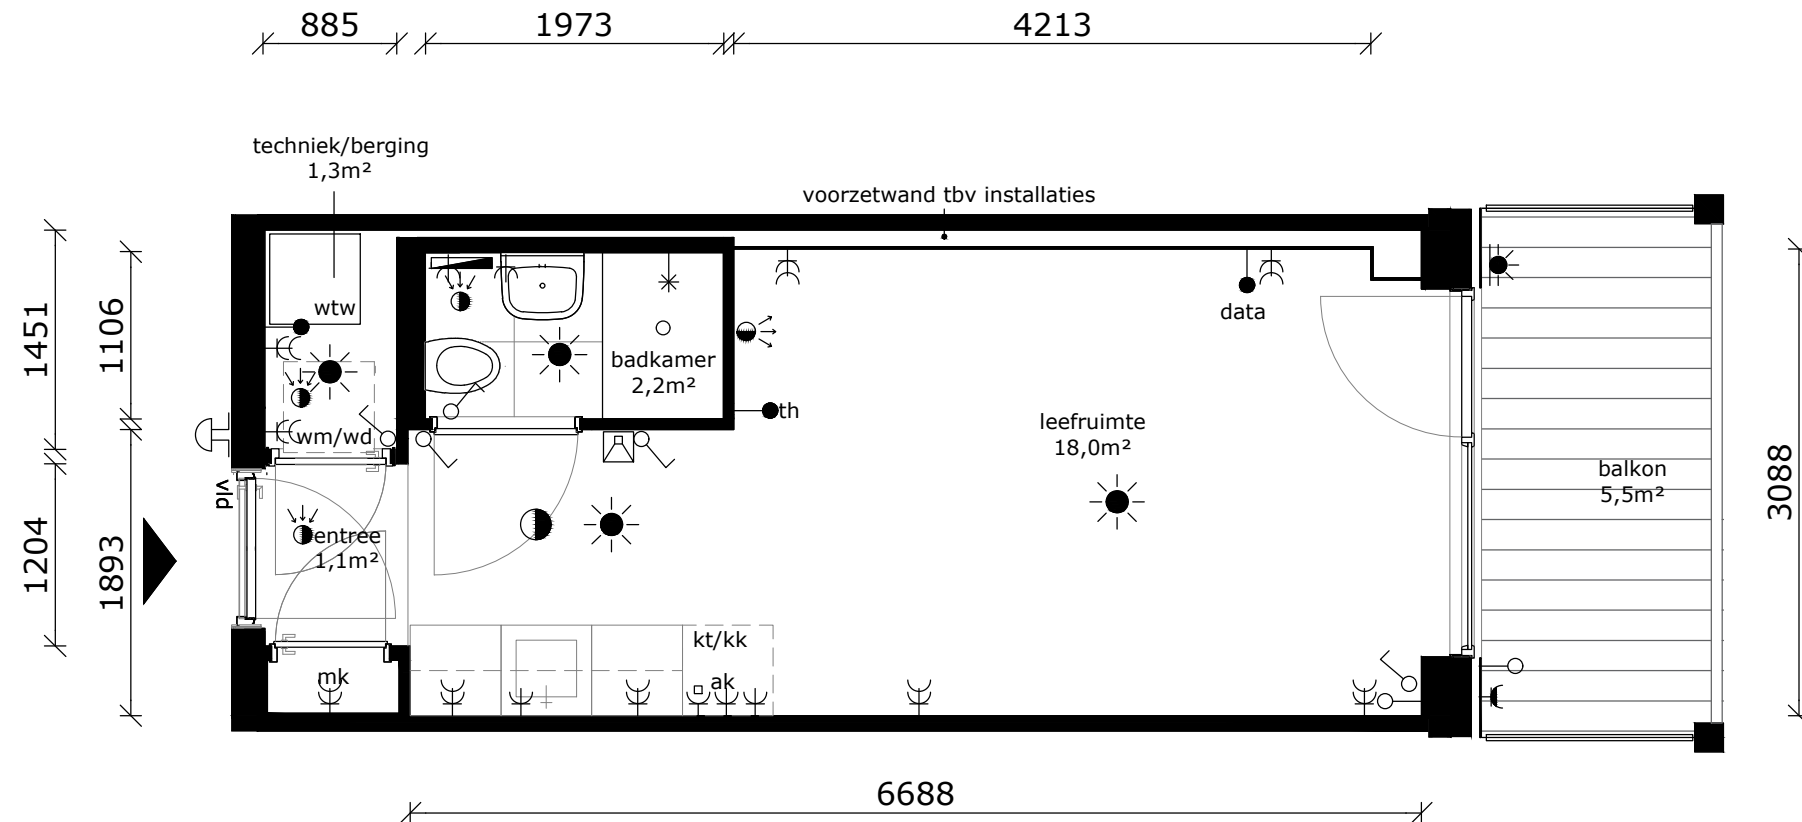 885
1973
4213
techniek/berging
1,3m²
voorzetwand tbv installaties
1451
1106
wtw
data
badkamer
2,2m²
th
leefruimte
18,0m²
wm/wd
balkon
5,5m²
3088
vld
entree
1,1m²
1204
1893
kt/kk
mk
ak
6688